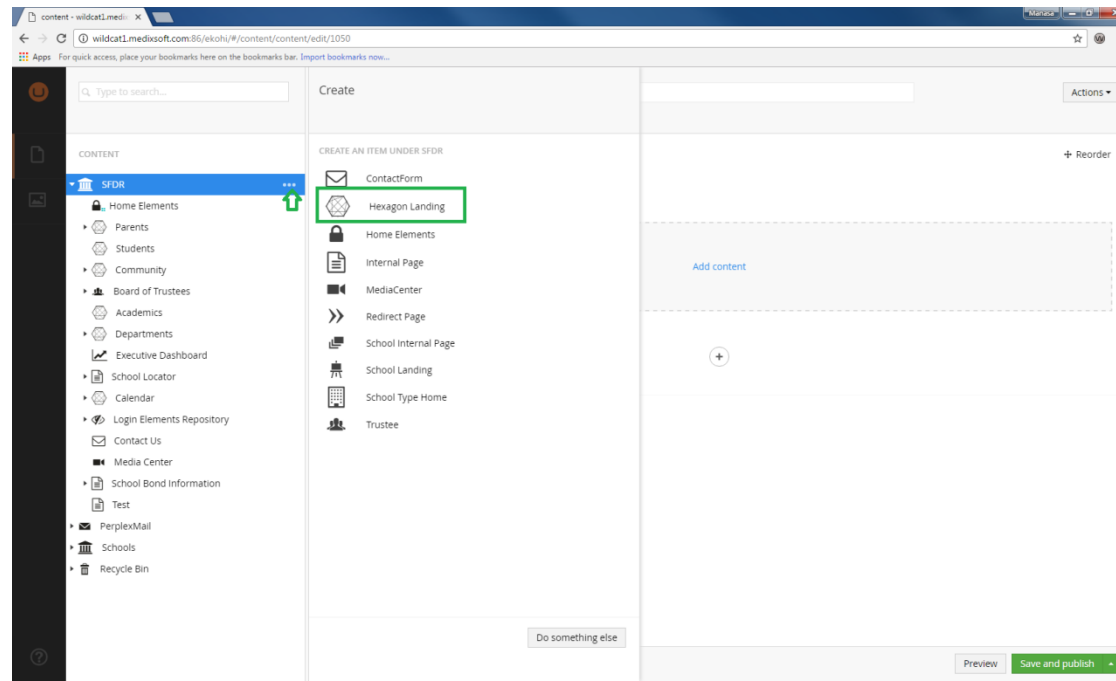 content - wildcat1.medix
Manasa
wildcat1.medixsoft.com:86/ekohi/#/content/content/edit/1050
Apps For quick access, place your bookmarks here on the bookmarks bar. Import bookmarks now...
Type to search...
CONTENT
SFDR
Home Elements
Parents
Students
Community
Board of Trustees
Academics
Departments
Executive Dashboard
School Locator
Calendar
Login Elements Repository
Contact Us
Media Center
School Bond Information
Test
PerplexMail
Schools
Recycle Bin
Create
CREATE AN ITEM UNDER SFDR
ContactForm
Hexagon Landing
Home Elements
Internal Page
MediaCenter
Redirect Page
School Internal Page
School Landing
School Type Home
Trustee
Do something else
Actions
Reorder
Add content
Preview
Save and publish